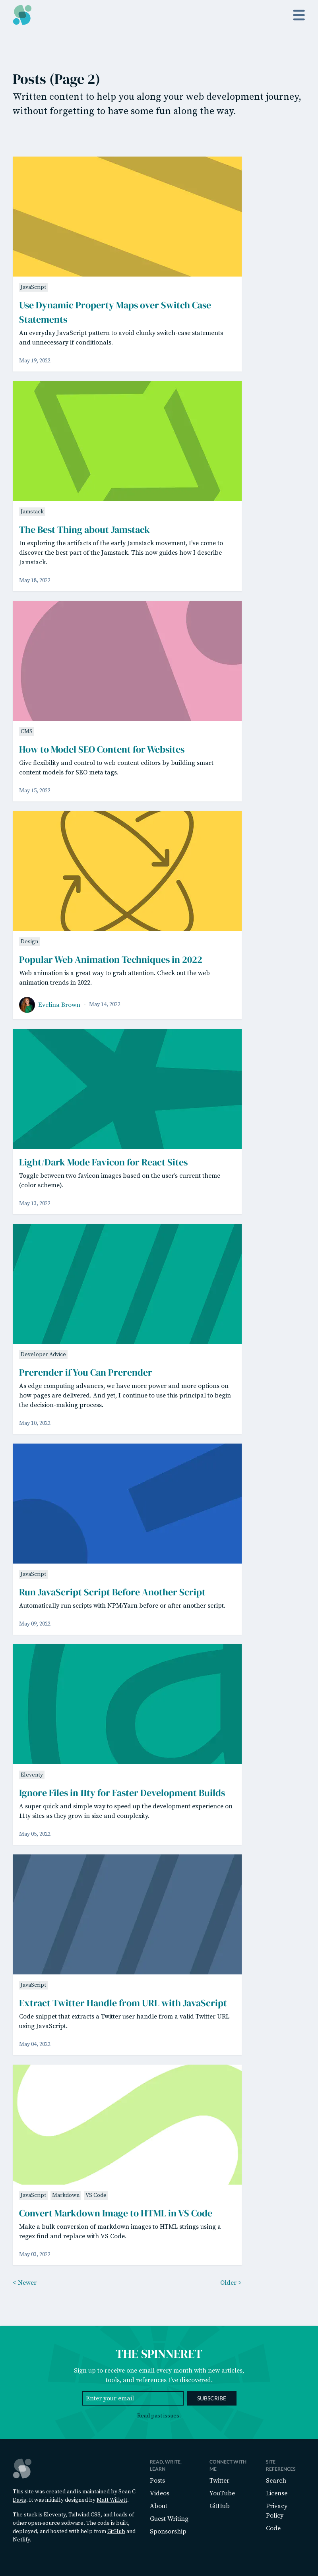 Posts (Page 2)
Written content to help you along your web development journey,
without forgetting to have some fun along the way.
JavaScript
Use Dynamic Property Maps over Switch Case
Statements
An everyday JavaScript pattern to avoid clunky switch-case statements
and unnecessary if conditionals.
May 19, 2022
Jamstack
The Best Thing about Jamstack
In exploring the artifacts of the early Jamstack movement, I've come to
discover the best part of the Jamstack. This now guides how I describe
Jamstack.
May 18, 2022
CMS
How to Model SEO Content for Websites
Give flexibility and control to web content editors by building smart
content models for SEO meta tags.
May 15, 2022
Design
Popular Web Animation Techniques in 2022
Web animation is a great way to grab attention. Check out the web
animation trends in 2022.
Evelina Brown May 14, 2022
Light/Dark Mode Favicon for React Sites
Toggle between two favicon images based on the user's current theme
(color scheme).
May 13, 2022
Developer Advice
Prerender if You Can Prerender
As edge computing advances, we have more power and more options on
how pages are delivered. And yet, I continue to use this principal to begin
the decision-making process.
May 10, 2022
JavaScript
Run JavaScript Script Before Another Script
Automatically run scripts with NPM/Yarn before or after another script.
May 09, 2022
Eleventy
Ignore Files in 11ty for Faster Development Builds
A super quick and simple way to speed up the development experience on
11ty sites as they grow in size and complexity.
May 05, 2022
JavaScript
Extract Twitter Handle from URL with JavaScript
Code snippet that extracts a Twitter user handle from a valid Twitter URL
using JavaScript.
May 04, 2022
JavaScript Markdown VS Code
Convert Markdown Image to HTML in VS Code
Make a bulk conversion of markdown images to HTML strings using a
regex find and replace with VS Code.
May 03, 2022
< Newer
Older >
THE SPINNERET
Sign up to receive one email every month with new articles,
tools, and references I've discovered.
Enter your email
SUBSCRIBE
Read past issues.
This site was created and is maintained by Sean C
Davis. It was initially designed by Matt Willett.
The stack is Eleventy, Tailwind CSS, and loads of
other open-source software. The code is built,
deployed, and hosted with help from GitHub and
Netlify.
READ, WRITE,
LEARN
Posts
Videos
About
Guest Writing
Sponsorship
CONNECT WITH
ME
Twitter
YouTube
GitHub
SITE
REFERENCES
Search
License
Privacy
Policy
Code